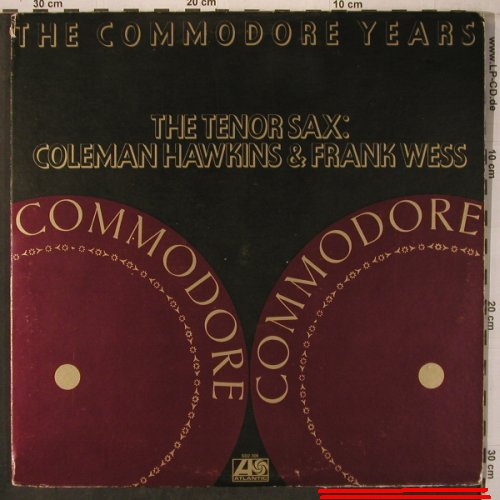 30 cm
20 cm
10 cm
THE COMMODORE YEARS
THE TENOR SAX:
COLEMAN HAWKINS & FRANK WESS
COMMODORE
COMMODORE
ATLANTIC
www.LP-CD.de
10 cm
20 cm
30 cm